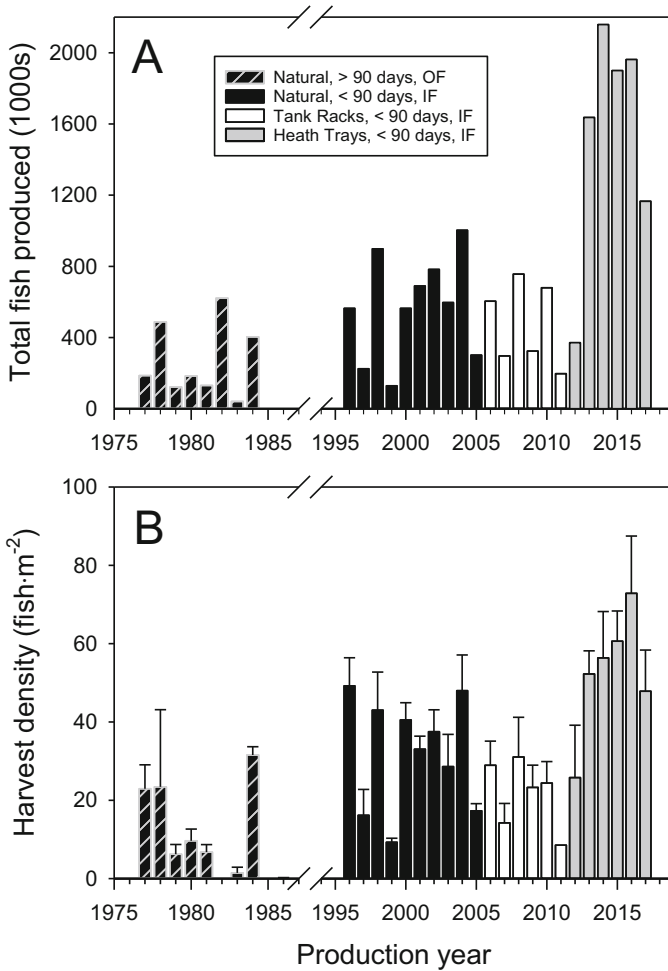 A
Total fish produced (1000s)
2000
1600
1200
800
400
0
Natural, > 90 days, OF
Natural, < 90 days, IF
Tank Racks, < 90 days, IF
Heath Trays, < 90 days, IF
1975 1980 1985 1995 2000 2005 2010 2015
B
Harvest density (fish·m⁻²)
100
80
60
40
20
0
1975 1980 1985 1995 2000 2005 2010 2015
Production year